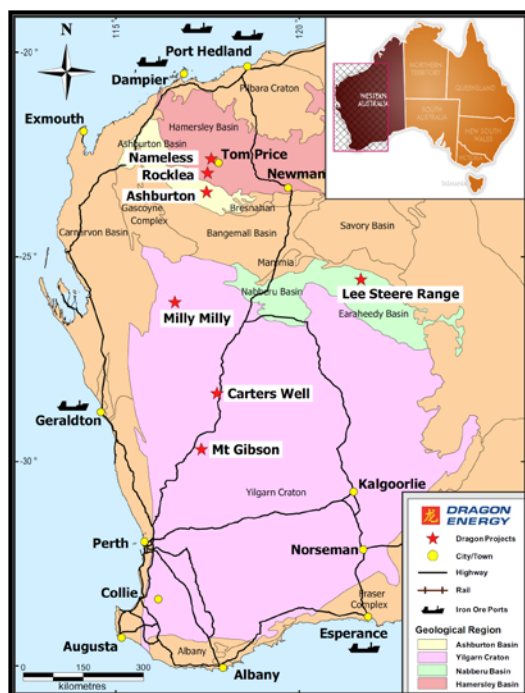 115
120
-20
-25
-30
-35
Port Hedland
Dampier
Pilbara Craton
Exmouth
Hamersley Basin
Ashburton Basin
Nameless
Tom Price
Rocklea
Newman
Ashburton
Gascoyne
Complex
Bresnahan
Carnarvon Basin
Bangemall Basin
Savory Basin
Marymia
Nabberu Basin
Lee Steere Range
Earaheedy Basin
Milly Milly
Carters Well
Geraldton
Mt Gibson
Yilgarn Craton
Kalgoorlie
Perth
Norseman
Collie
Fraser
Complex
Augusta
Albany
Esperance
Albany
0
150
300
kilometres
WESTERN
AUSTRALIA
NORTHERN
TERRITORY
QUEENSLAND
SOUTH
AUSTRALIA
NEW SOUTH
WALES
龙
DRAGON
ENERGY
Dragon Projects
City/Town
Highway
Rail
Iron Ore Ports
Geological Region
Ashburton Basin
Yilgarn Craton
Nabberu Basin
Hamersley Basin